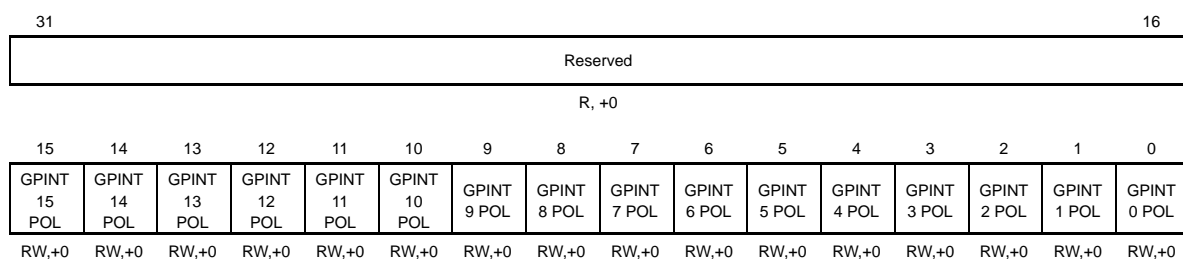 31 16
Reserved
R, +0
15 14 13 12 11 10 9 8 7 6 5 4 3 2 1 0
GPINT 15 POL GPINT 14 POL GPINT 13 POL GPINT 12 POL GPINT 11 POL GPINT 10 POL GPINT 9 POL GPINT 8 POL GPINT 7 POL GPINT 6 POL GPINT 5 POL GPINT 4 POL GPINT 3 POL GPINT 2 POL GPINT 1 POL GPINT 0 POL
RW,+0 RW,+0 RW,+0 RW,+0 RW,+0 RW,+0 RW,+0 RW,+0 RW,+0 RW,+0 RW,+0 RW,+0 RW,+0 RW,+0 RW,+0 RW,+0